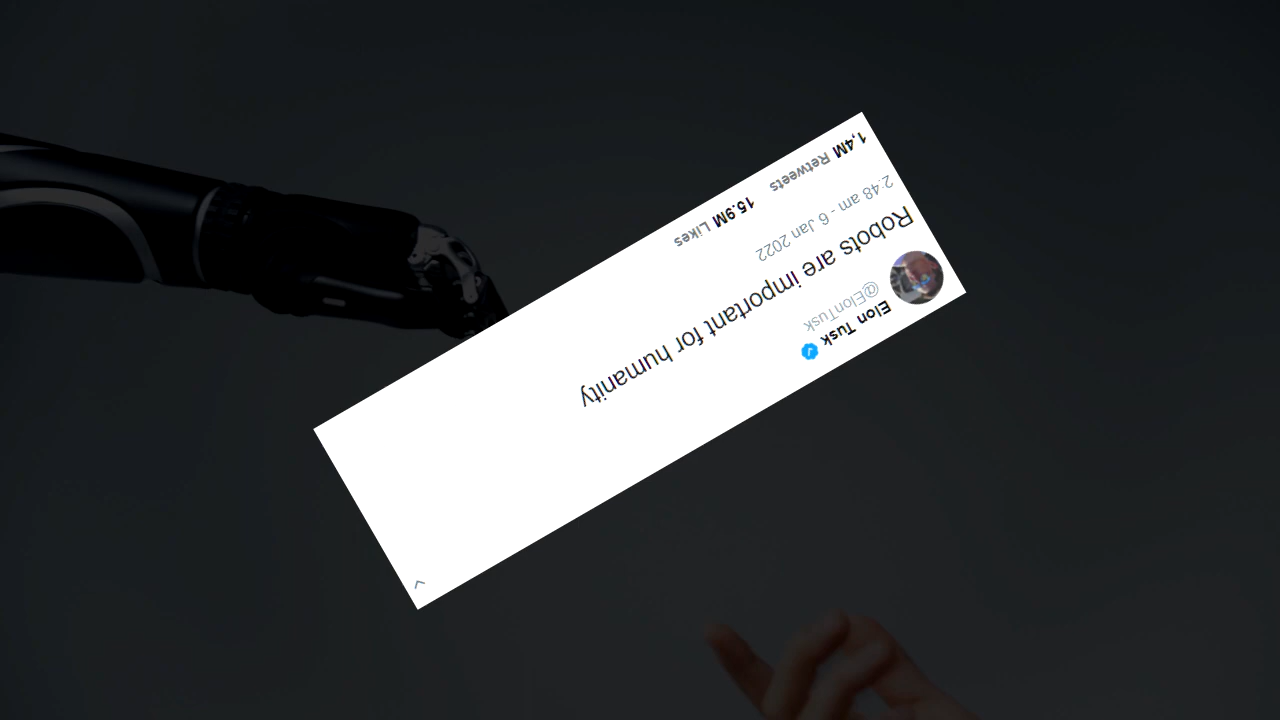 Elon Tusk
@ElonTusk
Robots are important for humanity
2:48 am - 6 Jan 2022
1,4M Retweets 15.9M Likes